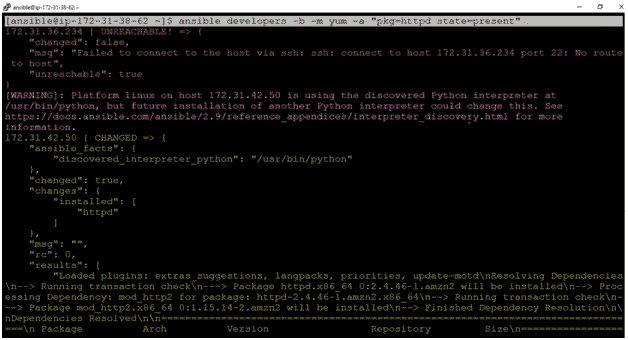 ansible@ip-172-31-38-62:~
[ansible@ip-172-31-38-62 ~]$ ansible developers -b -m yum -a "pkg=httpd state=present"
172.31.36.234 | UNREACHABLE! => {
"changed": false,
"msg": "Failed to connect to the host via ssh: ssh: connect to host 172.31.36.234 port 22: No route
to host",
"unreachable": true
}
[WARNING]: Platform linux on host 172.31.42.50 is using the discovered Python interpreter at
/usr/bin/python, but future installation of another Python interpreter could change this. See
https://docs.ansible.com/ansible/2.9/reference_appendices/interpreter_discovery.html for more
information.
172.31.42.50 | CHANGED => {
"ansible_facts": {
"discovered_interpreter_python": "/usr/bin/python"
},
"changed": true,
"changes": {
"installed": [
"httpd"
]
},
"msg": "",
"rc": 0,
"results": [
"Loaded plugins: extras_suggestions, langpacks, priorities, update-motd\nResolving Dependencies
\n--> Running transaction check\n---> Package httpd.x86_64 0:2.4.46-1.amzn2 will be installed\n--> Proc
essing Dependency: mod_http2 for package: httpd-2.4.46-1.amzn2.x86_64\n--> Running transaction check\n-
--> Package mod_http2.x86_64 0:1.15.14-2.amzn2 will be installed\n--> Finished Dependency Resolution\n\
nDependencies Resolved\n\n==========================================================
===\n Package Arch Version Repository Size\n=================